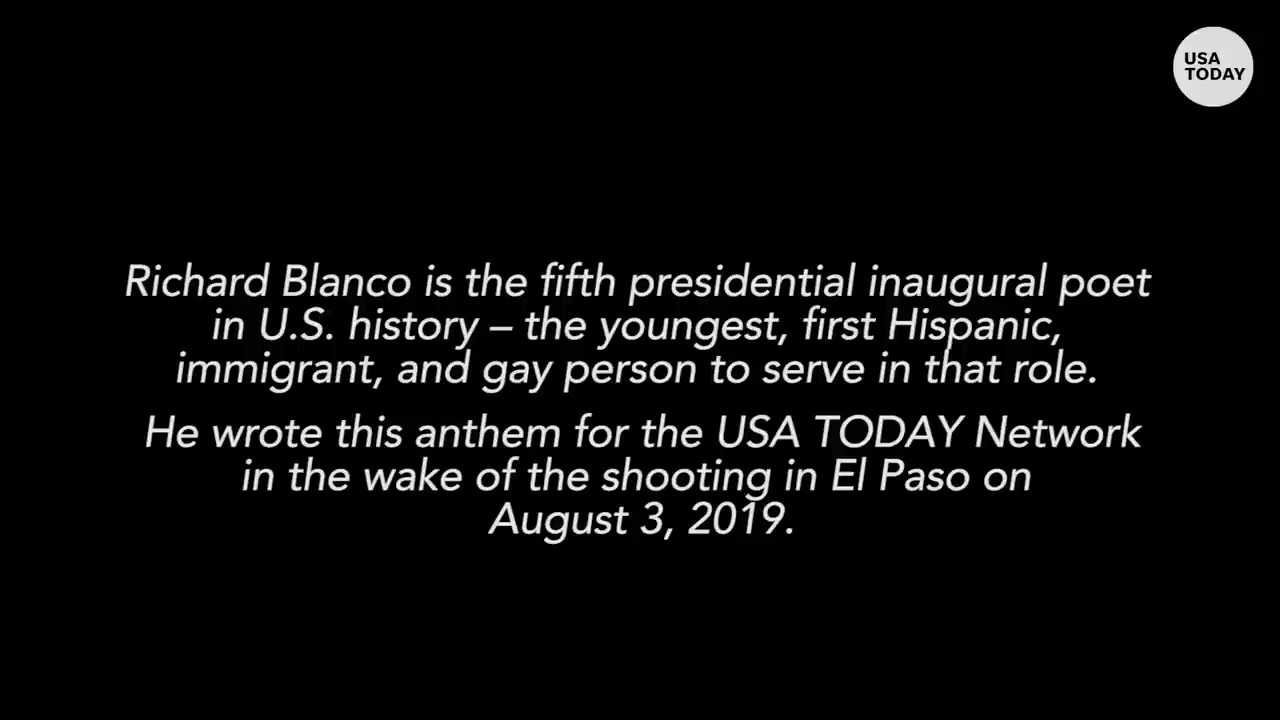 USA
TODAY
Richard Blanco is the fifth presidential inaugural poet
in U.S. history – the youngest, first Hispanic,
immigrant, and gay person to serve in that role.
He wrote this anthem for the USA TODAY Network
in the wake of the shooting in El Paso on
August 3, 2019.